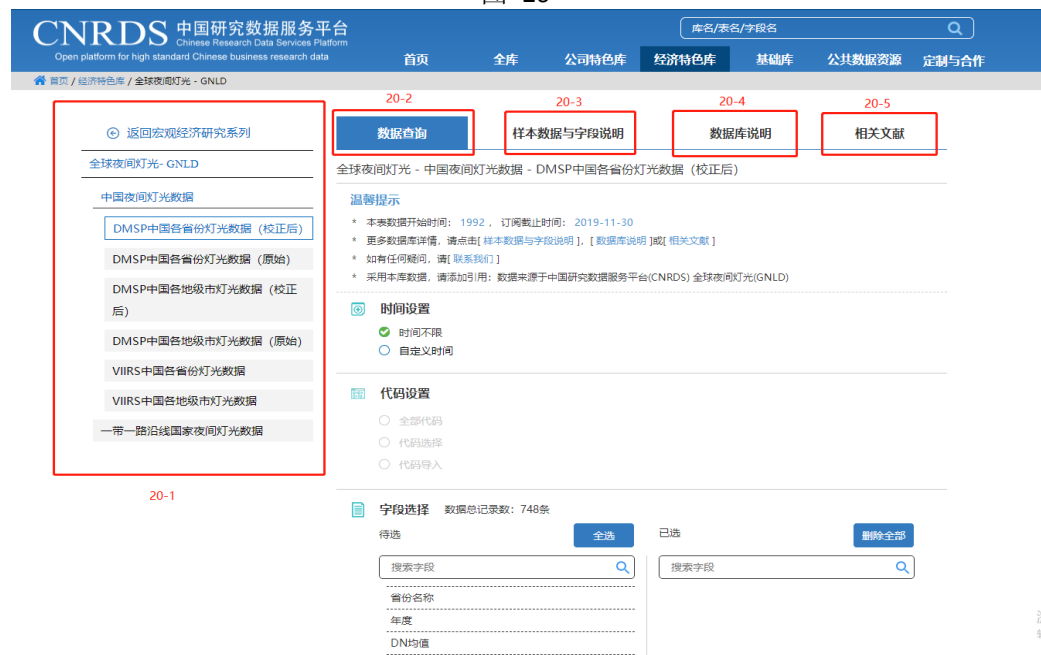 CNRDS 中国研究数据服务平台
Chinese Research Data Services Platform
Open platform for high standard Chinese business research data
库名/表名/字段名
首页 全库 公司特色库 经济特色库 基础库 公共数据资源 定制与合作
首页 / 经济特色库 / 全球夜间灯光 - GNLD
20-2 20-3 20-4 20-5
返回宏观经济研究系列
全球夜间灯光- GNLD
中国夜间灯光数据
DMSP中国各省份灯光数据（校正后）
DMSP中国各省份灯光数据（原始）
DMSP中国各地级市灯光数据（校正
后）
DMSP中国各地级市灯光数据（原始）
VIIRS中国各省份灯光数据
VIIRS中国各地级市灯光数据
一带一路沿线国家夜间灯光数据
20-1
数据查询 样本数据与字段说明 数据库说明 相关文献
全球夜间灯光 - 中国夜间灯光数据 - DMSP中国各省份灯光数据（校正后）
温馨提示
* 本表数据开始时间： 1992 ，订阅截止时间： 2019-11-30
* 更多数据库详情，请点击[ 样本数据与字段说明 ]，[ 数据库说明 ]或[ 相关文献 ]
* 如有任何疑问，请[ 联系我们 ]
* 采用本库数据，请添加引用：数据来源于中国研究数据服务平台(CNRDS) 全球夜间灯光(GNLD)
时间设置
时间不限
自定义时间
代码设置
全部代码
代码选择
代码导入
字段选择 数据总记录数：748条
待选 全选 已选 删除全部
搜索字段 搜索字段
省份名称
年度
DN均值